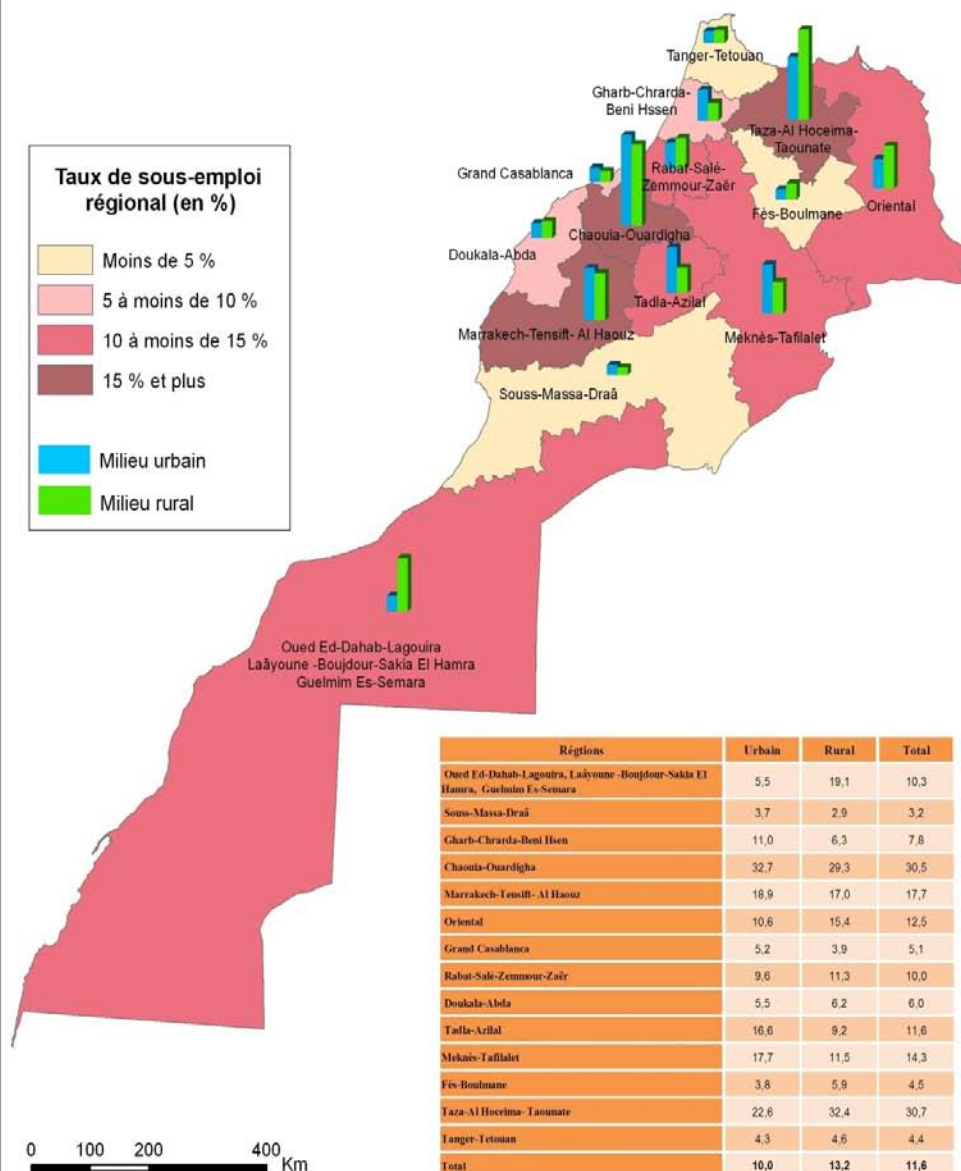 Tanger-Tetouan
Gharb-Chrarda-
Beni Hssen
Taza-Al Hoceima-
Taounate
Grand Casablanca
Rabat-Salé-
Zemmour-Zaër
Fès-Boulmane
Oriental
Doukala-Abda
Chaouia-Ouardigha
Tadla-Azilal
Marrakech-Tensift- Al Haouz
Meknès-Tafilalet
Souss-Massa-Draâ
Oued Ed-Dahab-Lagouira
Laâyoune -Boujdour-Sakia El Hamra
Guelmim Es-Semara
Taux de sous-emploi
régional (en %)
Moins de 5 %
5 à moins de 10 %
10 à moins de 15 %
15 % et plus
Milieu urbain
Milieu rural
Régtions Urbain Rural Total
Oued Ed-Dahab-Lagouira, Laâyoune -Boujdour-Sakia El
Hamra, Guelmim Es-Semara 5,5 19,1 10,3
Souss-Massa-Draâ 3,7 2,9 3,2
Gharb-Chrarda-Beni Hsen 11,0 6,3 7,8
Chaouia-Ouardigha 32,7 29,3 30,5
Marrakech-Tensift- Al Haouz 18,9 17,0 17,7
Oriental 10,6 15,4 12,5
Grand Casablanca 5,2 3,9 5,1
Rabat-Salé-Zemmour-Zaër 9,6 11,3 10,0
Doukala-Abda 5,5 6,2 6,0
Tadla-Azilal 16,6 9,2 11,6
Meknès-Tafilalet 17,7 11,5 14,3
Fès-Boulmane 3,8 5,9 4,5
Taza-Al Hoceima- Taounate 22,6 32,4 30,7
Tanger-Tetouan 4,3 4,6 4,4
Total 10,0 13,2 11,6
0 100 200 400
Km